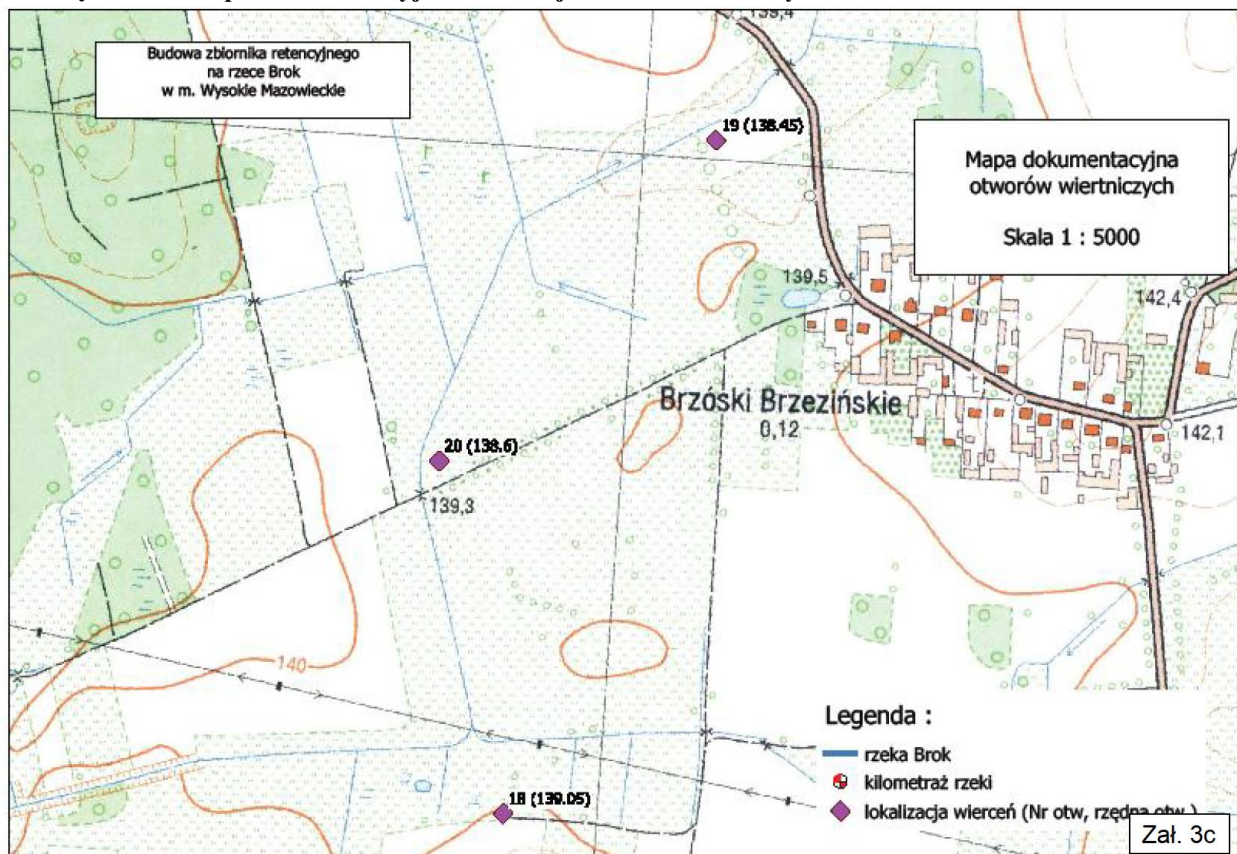 Budowa zbiornika retencyjnego
na rzece Brok
w m. Wysokie Mazowieckie
139,4
19 (138.45)
Mapa dokumentacyjna
otworów wiertniczych
Skala 1 : 5000
139,5
142,4
Brzóski Brzezińskie
0,12
142,1
20 (138.6)
139,3
140
18 (139.05)
Legenda :
rzeka Brok
kilometraż rzeki
lokalizacja wierceń (Nr otw, rzędna otw.)
Zał. 3c